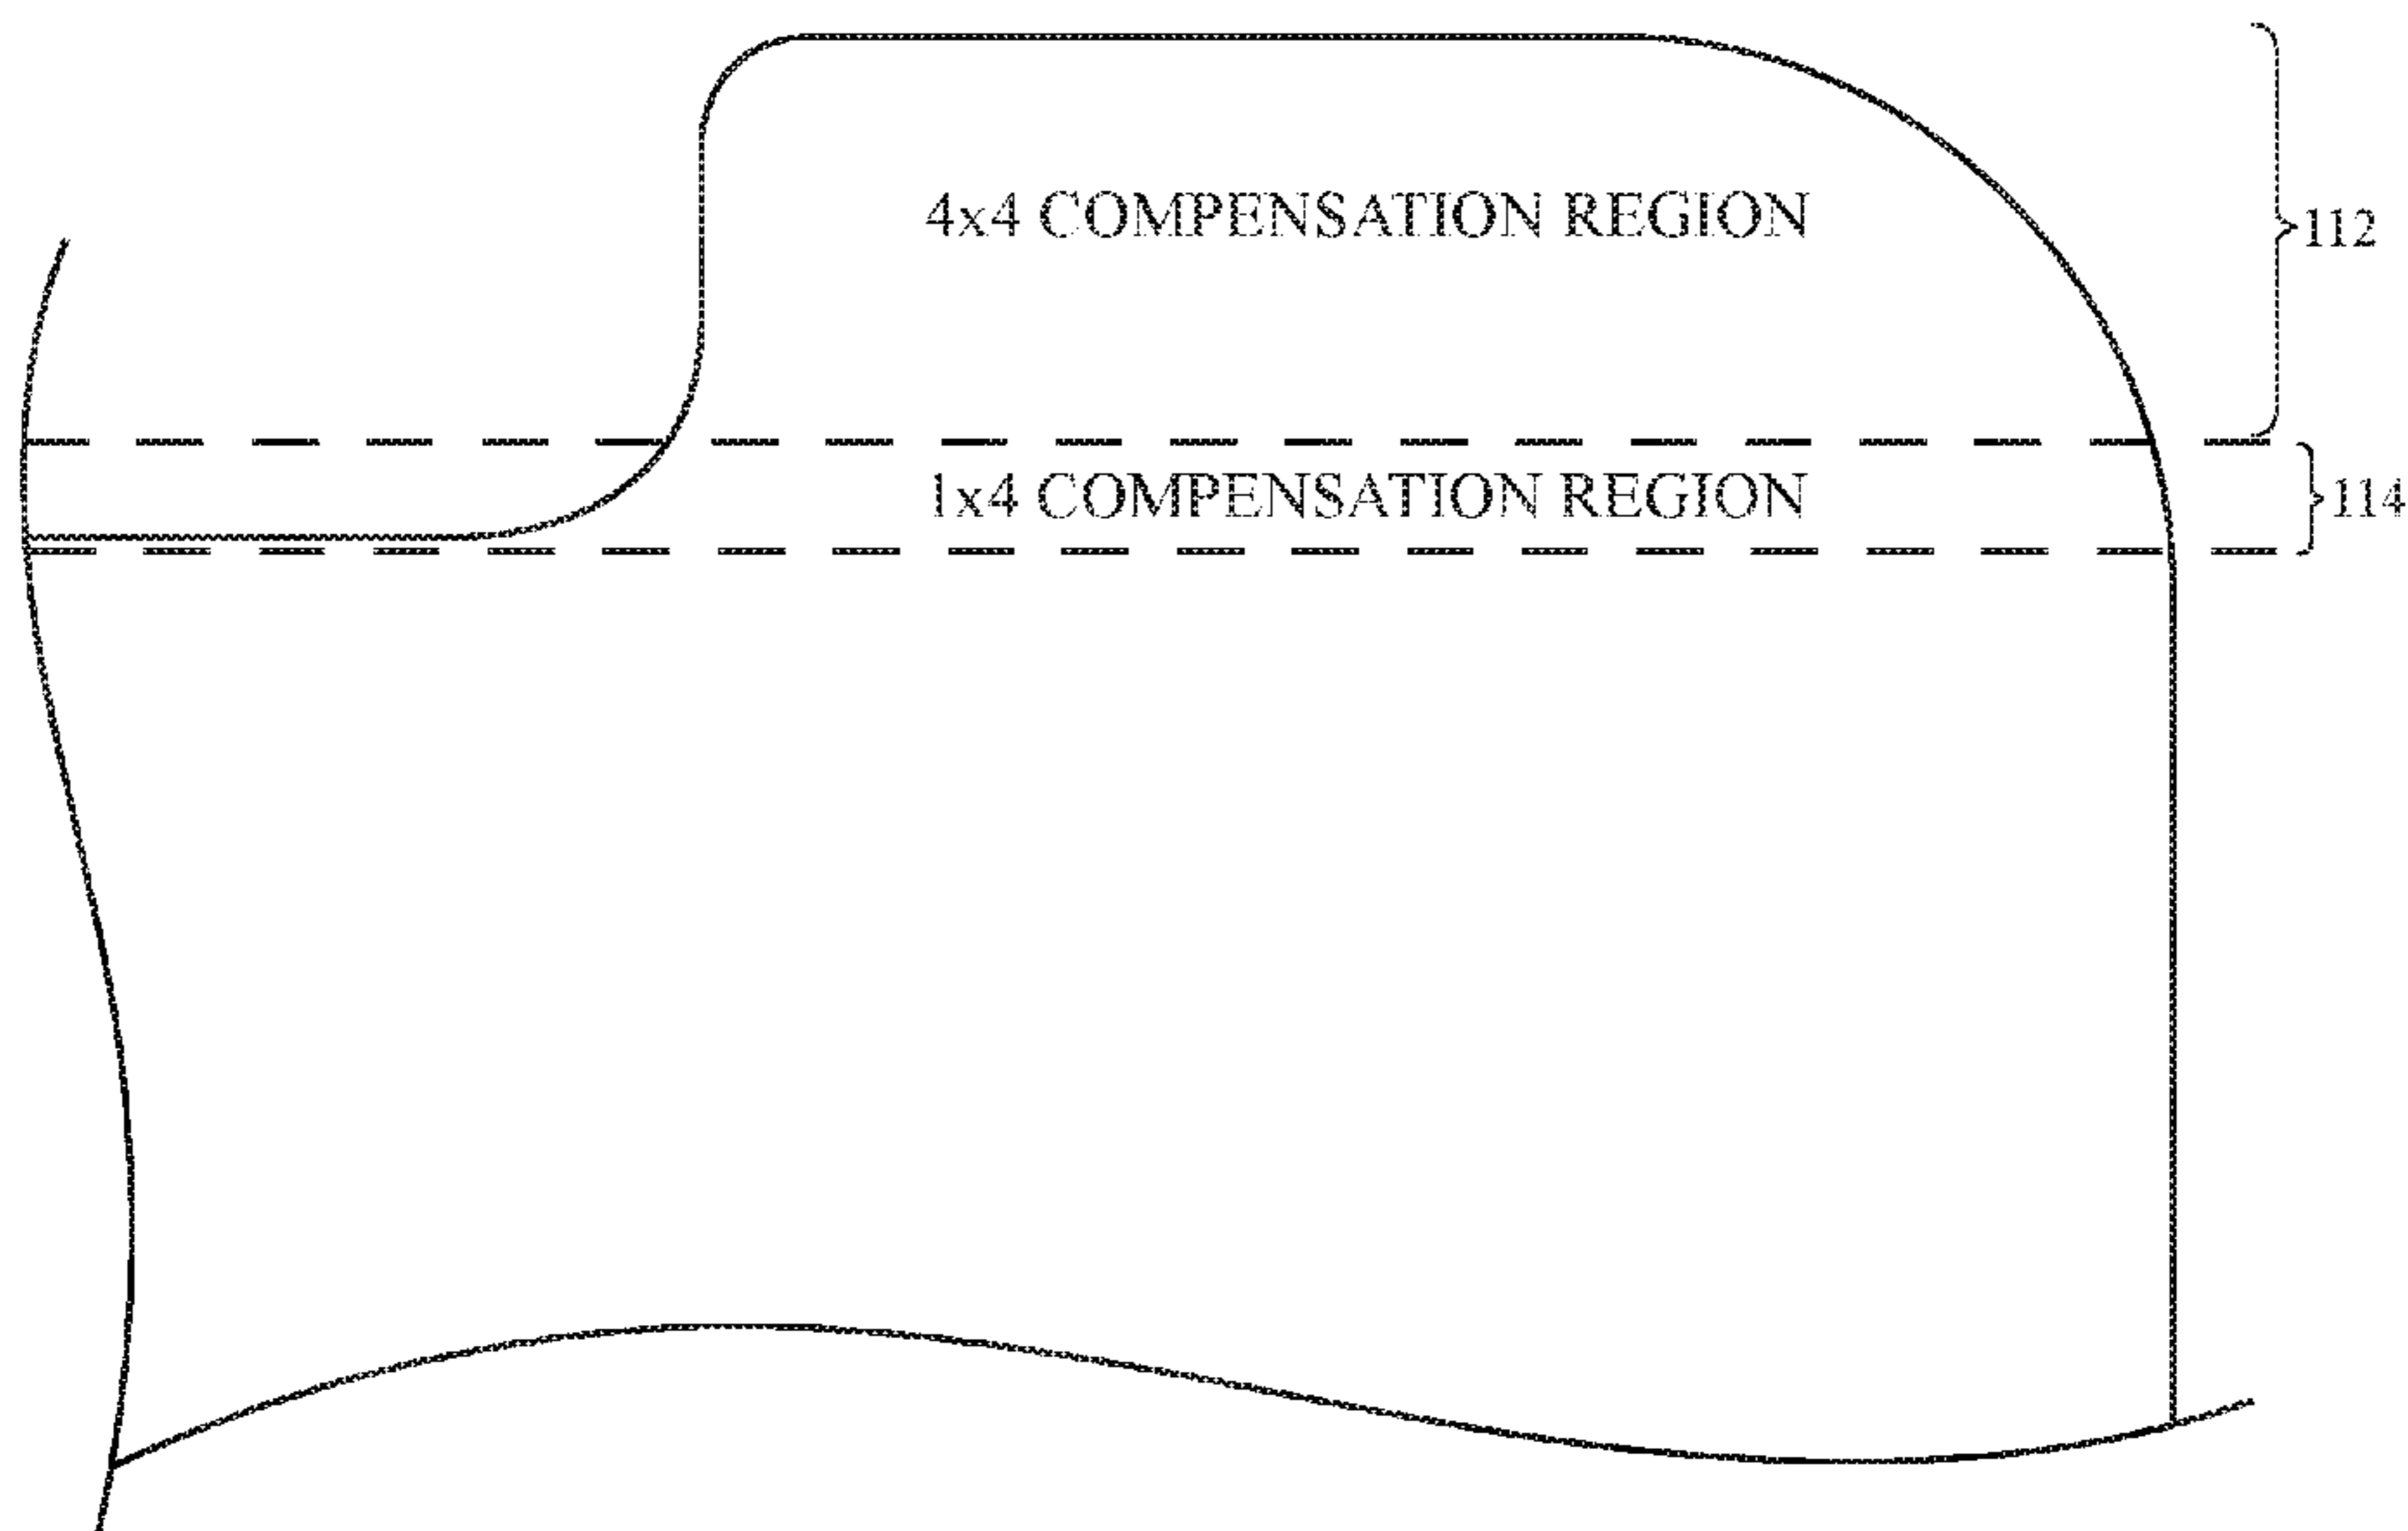 4x4 COMPENSATION REGION
112
1x4 COMPENSATION REGION
114